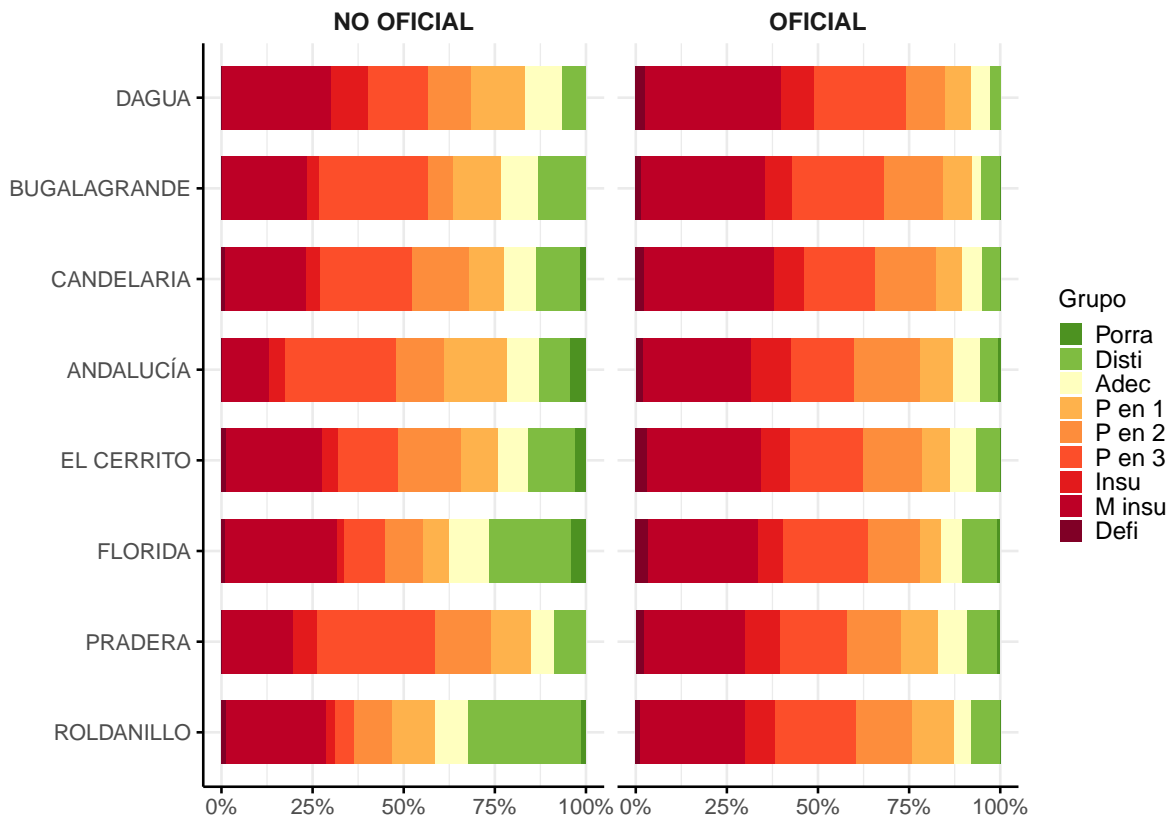 NO OFICIAL
OFICIAL
DAGUA
BUGALAGRANDE
CANDELARIA
ANDALUCÍA
EL CERRITO
FLORIDA
PRADERA
ROLDANILLO
0%
25%
50%
75%
100%
0%
25%
50%
75%
100%
Grupo
Porra
Disti
Adec
P en 1
P en 2
P en 3
Insu
M insu
Defi